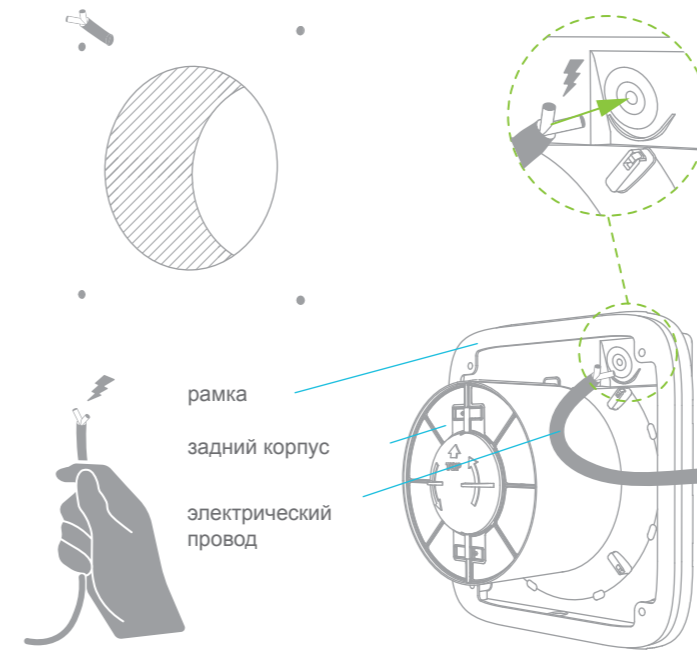 рамка
задний корпус
электрический
провод